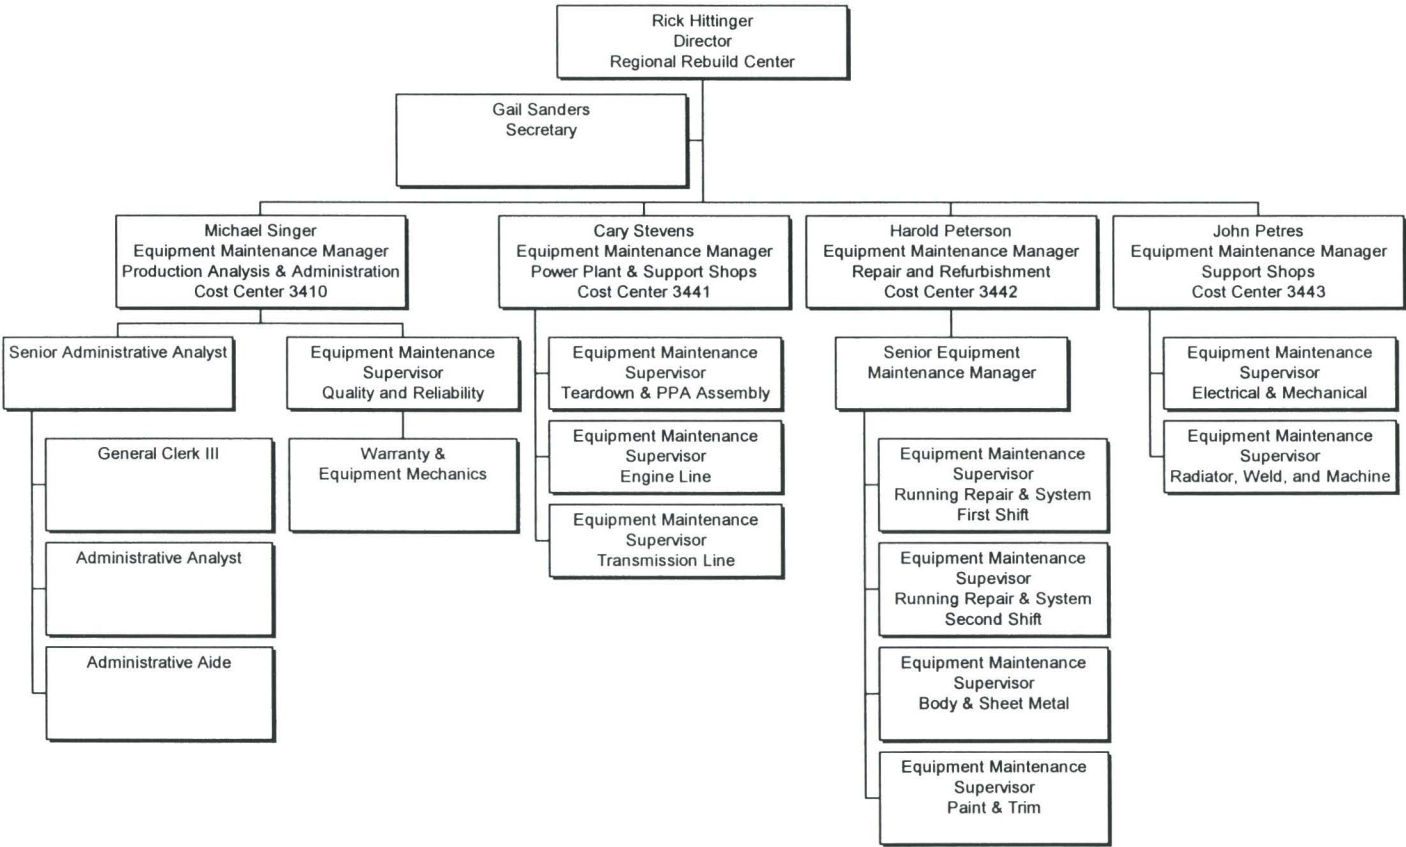 Rick Hittinger
Director
Regional Rebuild Center
Gail Sanders
Secretary
Michael Singer
Equipment Maintenance Manager
Production Analysis & Administration
Cost Center 3410
Cary Stevens
Equipment Maintenance Manager
Power Plant & Support Shops
Cost Center 3441
Harold Peterson
Equipment Maintenance Manager
Repair and Refurbishment
Cost Center 3442
John Petres
Equipment Maintenance Manager
Support Shops
Cost Center 3443
Senior Administrative Analyst
General Clerk III
Administrative Analyst
Administrative Aide
Equipment Maintenance
Supervisor
Quality and Reliability
Warranty &
Equipment Mechanics
Equipment Maintenance
Supervisor
Teardown & PPA Assembly
Equipment Maintenance
Supervisor
Engine Line
Equipment Maintenance
Supervisor
Transmission Line
Senior Equipment
Maintenance Manager
Equipment Maintenance
Supervisor
Running Repair & System
First Shift
Equipment Maintenance
Supevisor
Running Repair & System
Second Shift
Equipment Maintenance
Supervisor
Body & Sheet Metal
Equipment Maintenance
Supervisor
Paint & Trim
Equipment Maintenance
Supervisor
Electrical & Mechanical
Equipment Maintenance
Supervisor
Radiator, Weld, and Machine